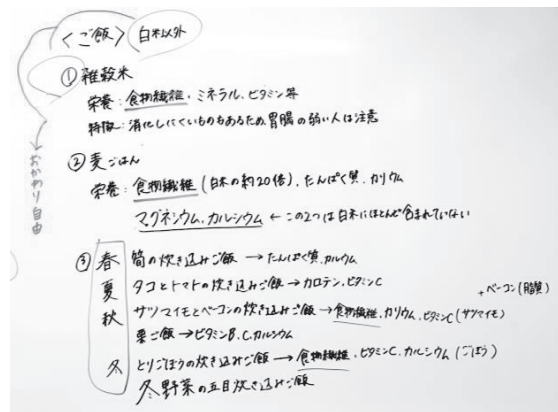 〈ご飯〉 白米以外
① 雑穀米
栄養:食物繊維・ミネラル、ビタミン等
特徴:消化しにくいものもあるため胃腸の弱い人は注意
おかわり自由
② 麦ごはん
栄養:食物繊維(白米の約20倍)、たんぱく質、カリウム
マグネシウム、カルシウム ← この2つは白米にほとんど含まれていない
③ 春 筍の炊き込みご飯 → たんぱく質、カルウム
夏 タコとトマトの炊き込みご飯 → カロテン、ビタミンC
+ベーコン(脂質)
秋 サツマイモとベーコンの炊き込みご飯 → 食物繊維、カリウム、ビタミンC(サツマイモ)
栗ご飯 → ビタミンB、C、カルシウム
冬 とりごぼうの炊き込みご飯 → 食物繊維、ビタミンC、カルシウム(ごぼう)
冬野菜の五目炊き込みご飯